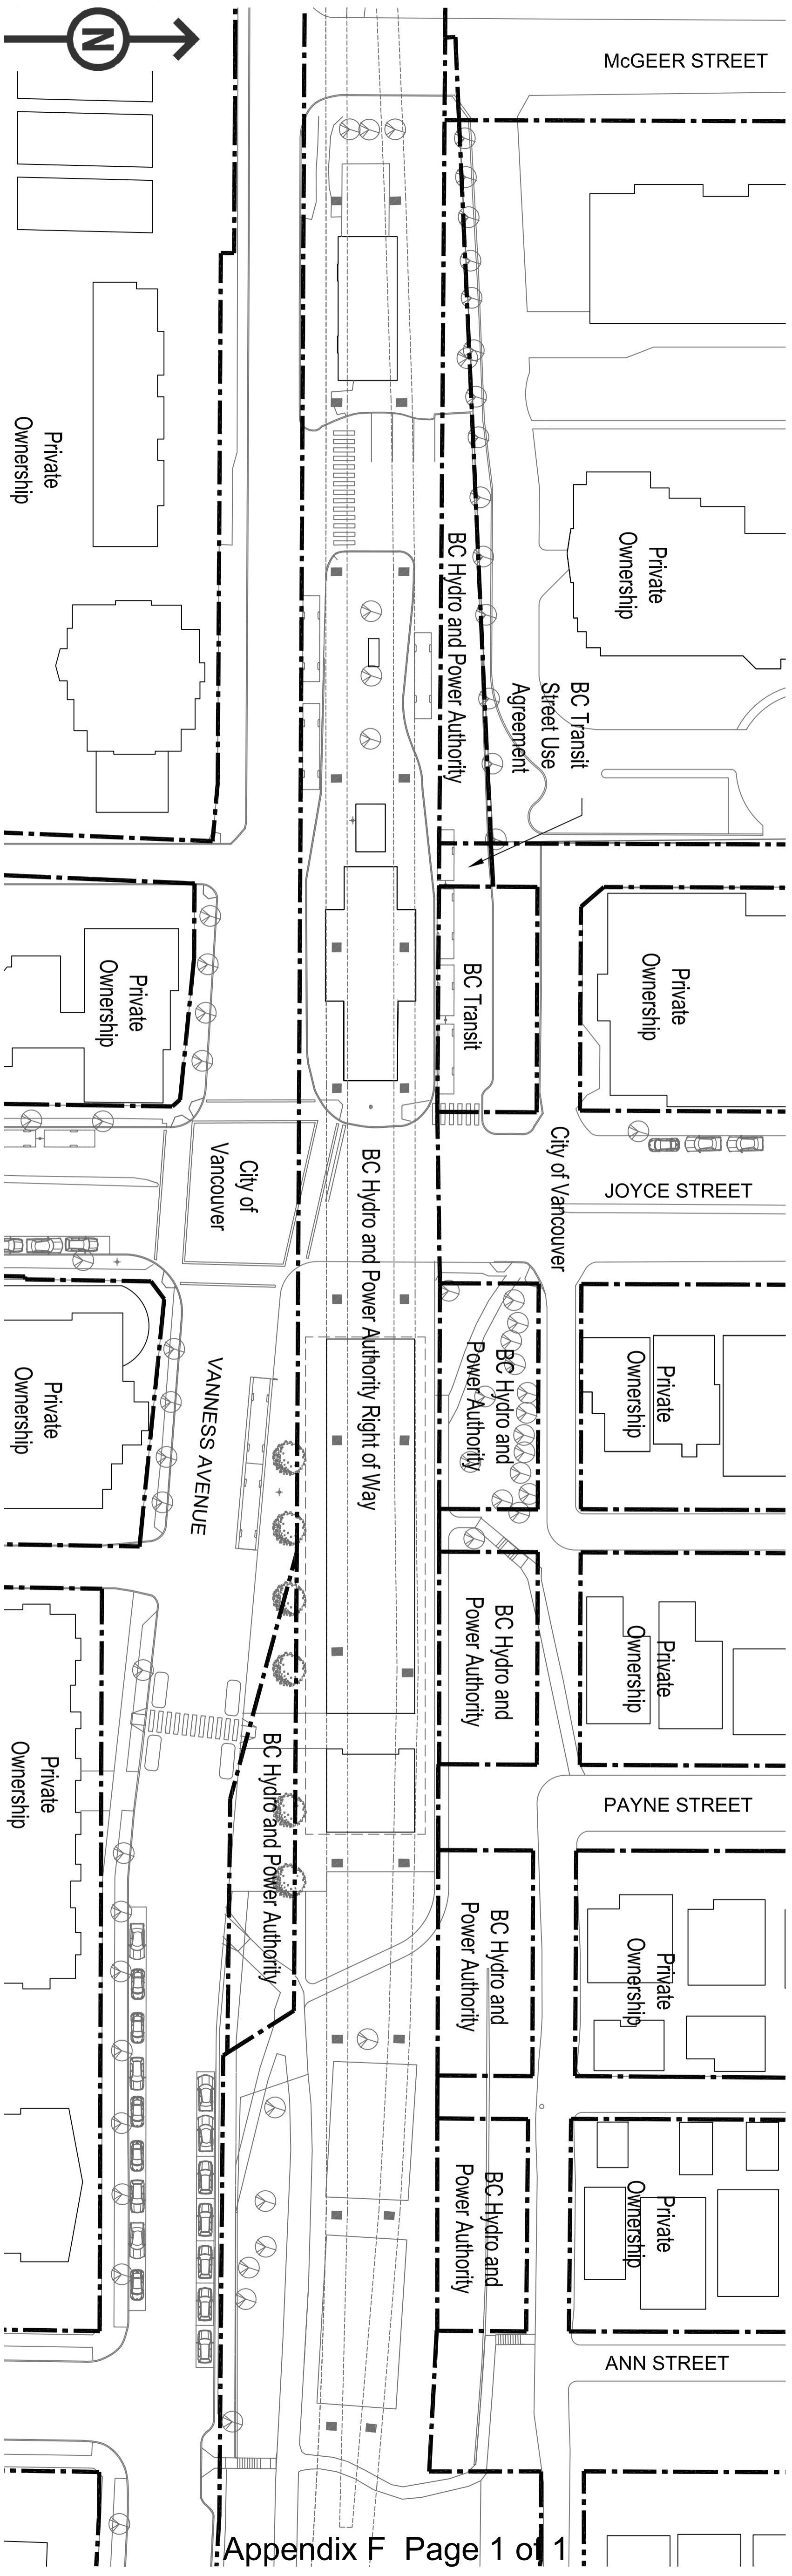 N
McGEER STREET
Private
Ownership
Private
Ownership
BC Hydro and Power Authority
BC Transit
Street Use
Agreement
Private
Ownership
BC Transit
Private
Ownership
City of
Vancouver
BC Hydro and Power Authority Right of Way
City of Vancouver
JOYCE STREET
Private
Ownership
VANNESS AVENUE
BC Hydro and
Power Authority
Private
Ownership
BC Hydro and
Power Authority
Private
Ownership
Private
Ownership
BC Hydro and Power Authority
PAYNE STREET
BC Hydro and
Power Authority
Private
Ownership
BC Hydro and
Power Authority
Private
Ownership
ANN STREET
Appendix F Page 1 of 1